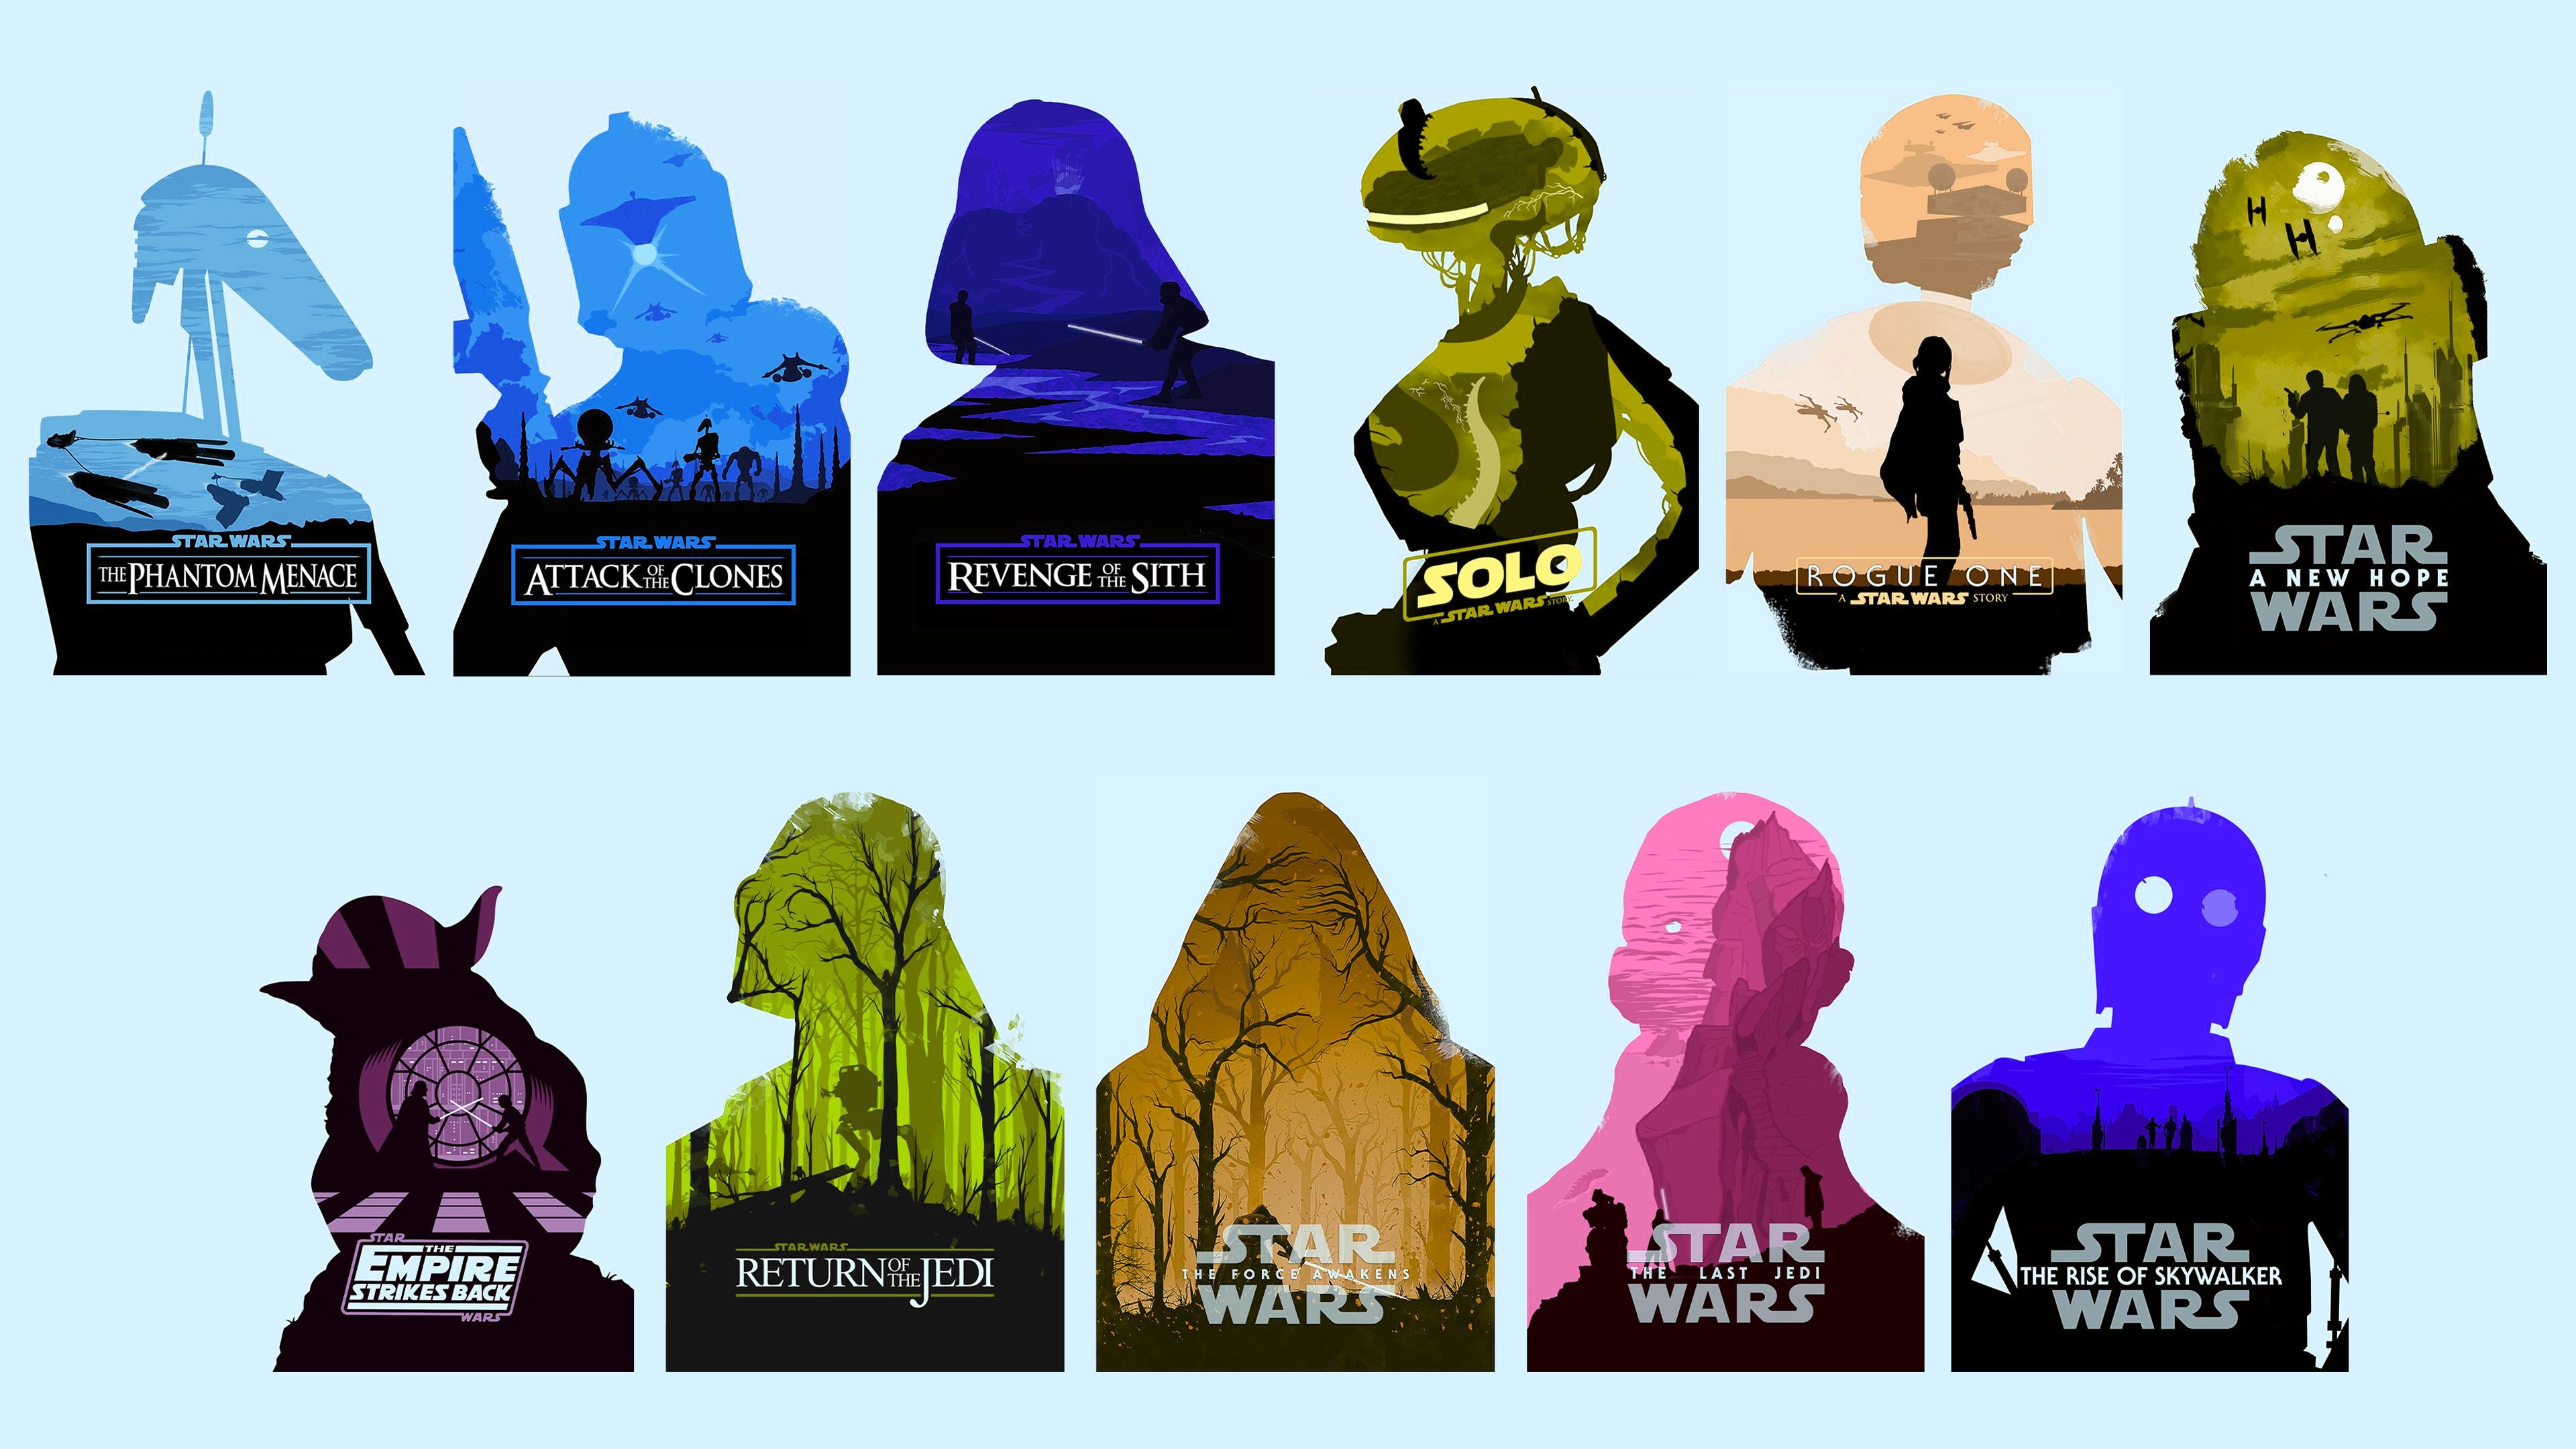 STAR WARS
THE PHANTOM MENACE
STAR WARS
ATTACK OF THE CLONES
STAR WARS
REVENGE OF THE SITH
SOLO
A STAR WARS STORY
ROGUE ONE
A STAR WARS STORY
STAR
A NEW HOPE
WARS
STAR
THE
EMPIRE
STRIKES BACK
WARS
STAR WARS
RETURN OF THE JEDI
STAR
THE FORCE AWAKENS
WARS
STAR
THE LAST JEDI
WARS
STAR
THE RISE OF SKYWALKER
WARS